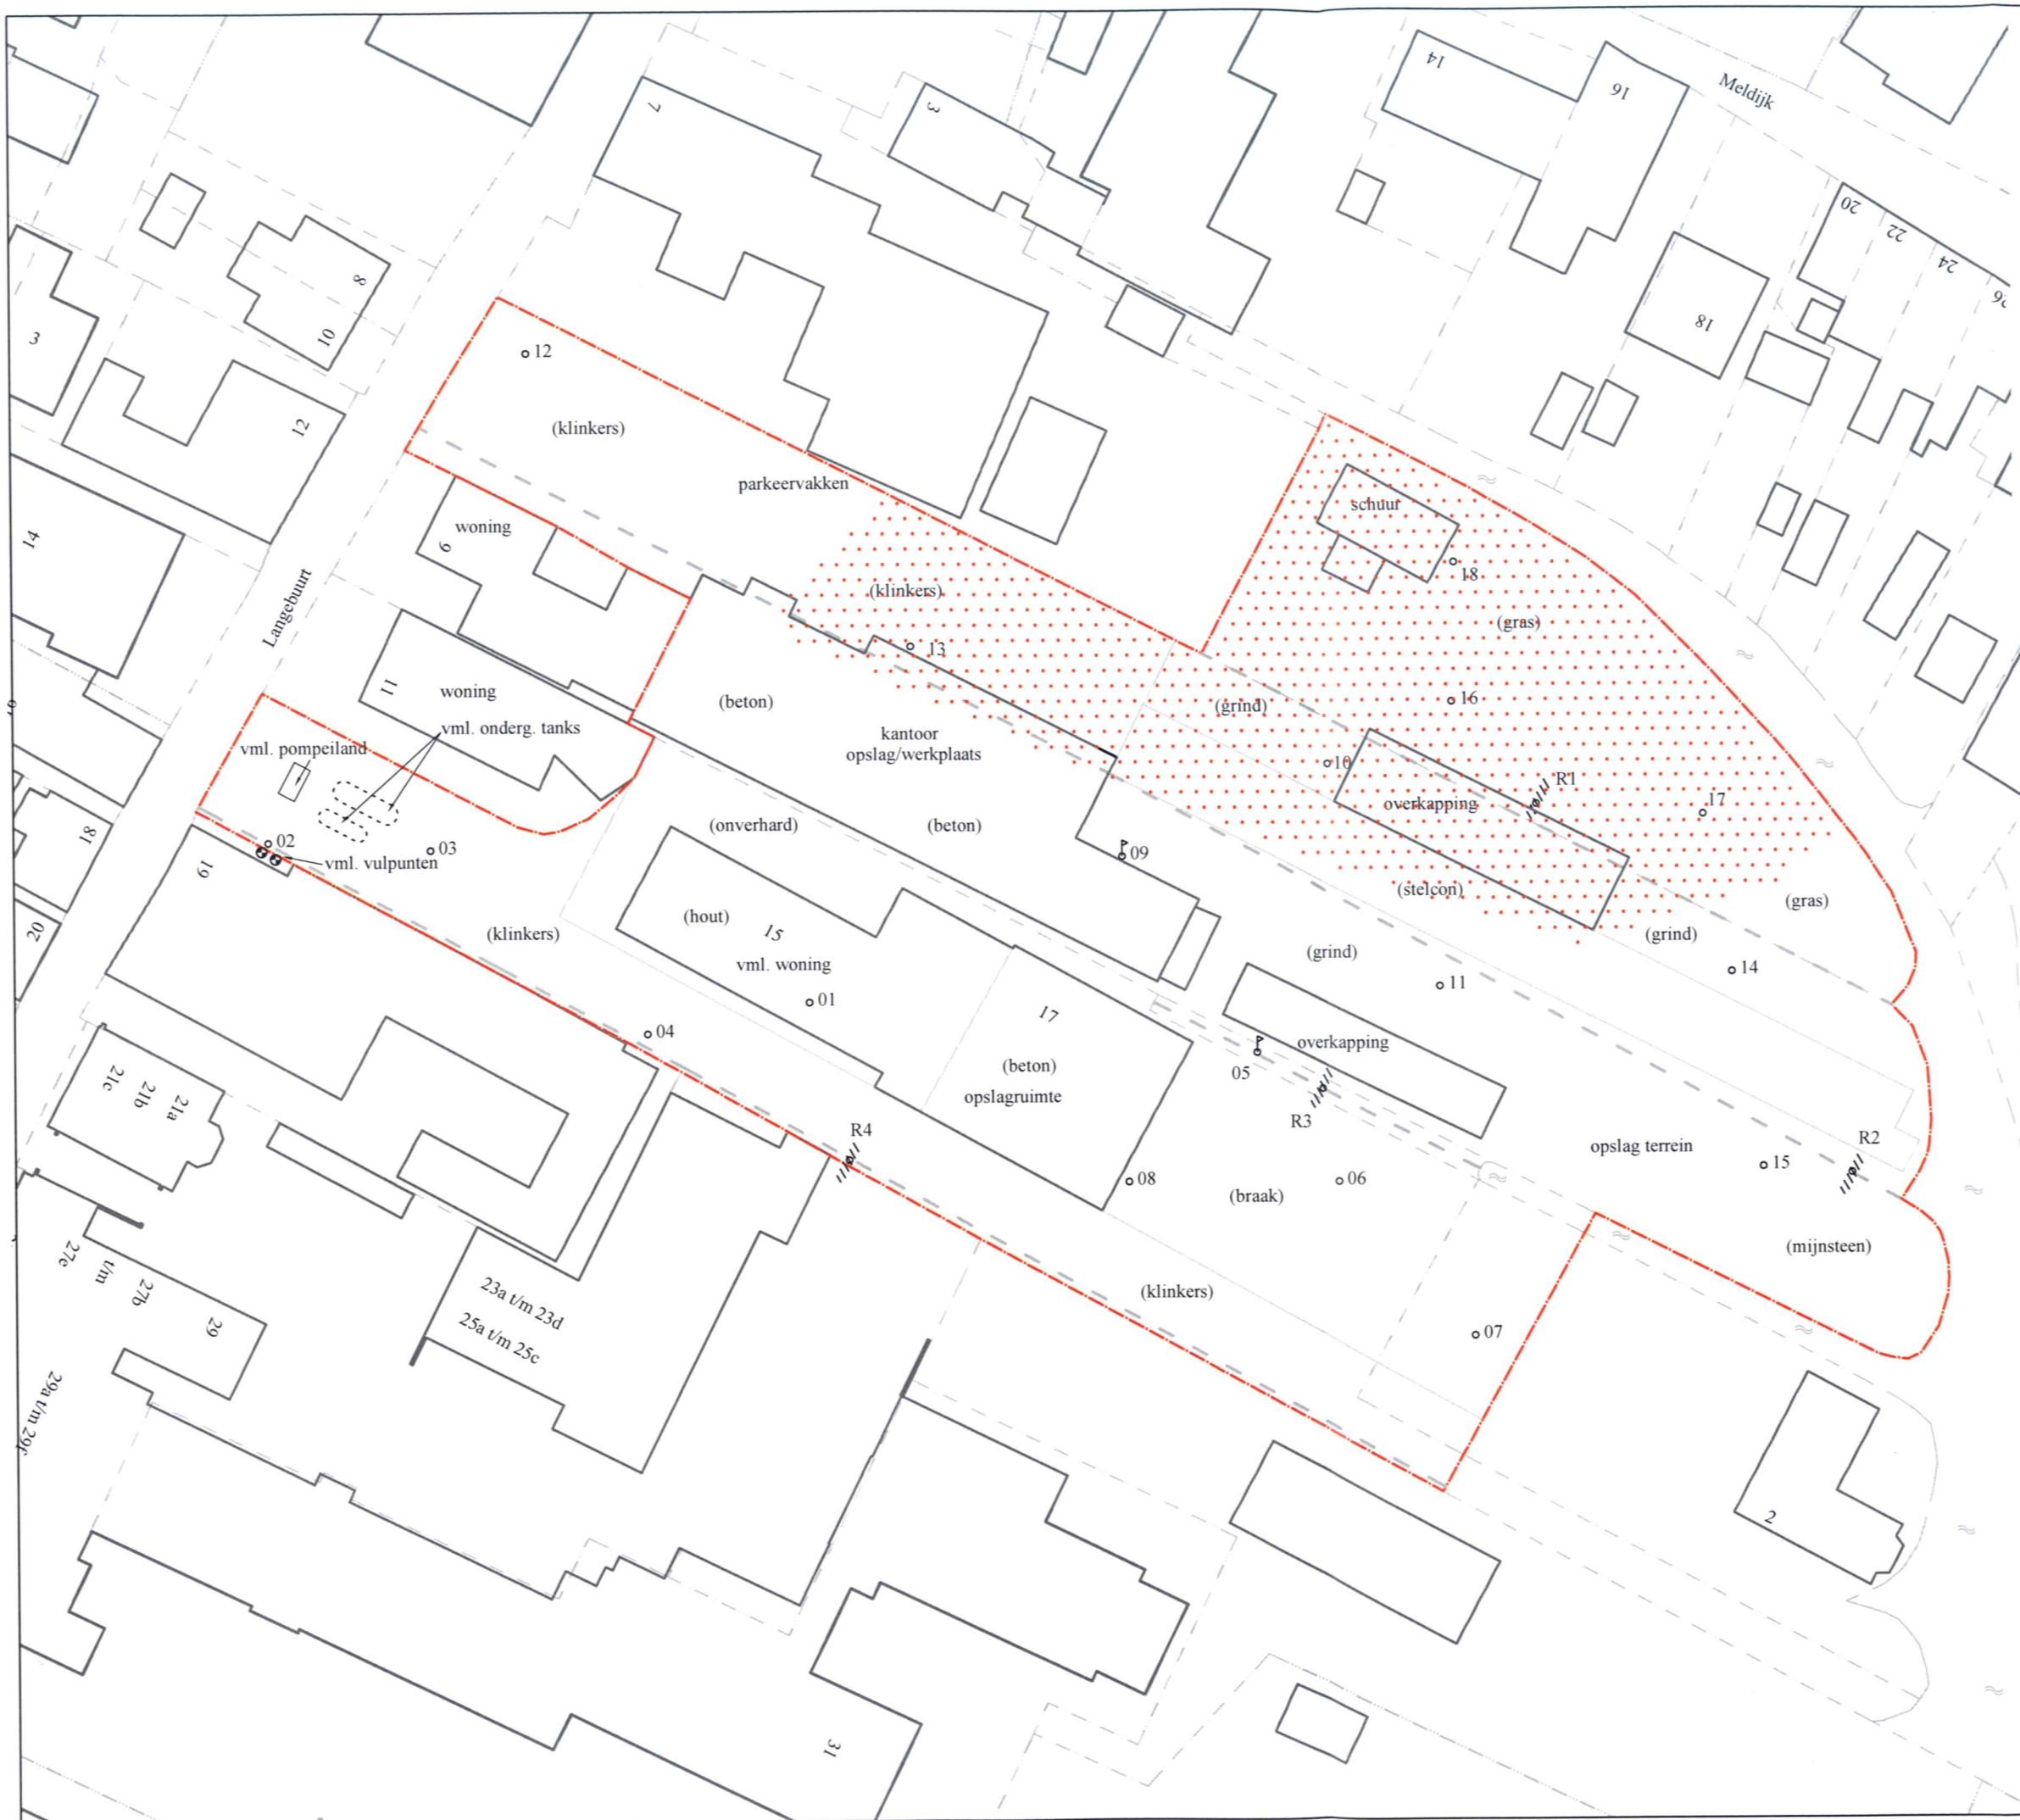 Meldijk
14
16
7
3
20
22
24
18
8
10
3
12
12
(klinkers)
parkeervakken
schuur
14
woning
9
18
(klinkers)
(gras)
Langebuurt
13
16
11
woning
(beton)
(grind)
vml. onderg. tanks
kantoor
opslag/werkplaats
vml. pompeiland
10
R1
overkapping
17
(onverhard)
(beton)
18
02
03
vml. vulpunten
09
19
(stelcon)
(gras)
20
(klinkers)
(hout)
15
(grind)
(grind)
vml. woning
14
11
01
17
04
overkapping
(beton)
05
21c
21b
21a
opslagruimte
R3
R4
R2
opslag terrein
15
08
06
(braak)
27e
t/m
27b
29
(mijnsteen)
23a t/m 23d
25a t/m 25c
(klinkers)
07
29a t/m 29f
2
31